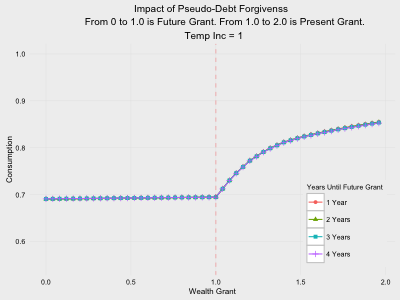 Impact of Pseudo-Debt Forgivenss
From 0 to 1.0 is Future Grant. From 1.0 to 2.0 is Present Grant.
Temp Inc = 1
Consumption
1.0
0.9
0.8
0.7
0.6
0.0
0.5
1.0
1.5
2.0
Wealth Grant
Years Until Future Grant
1 Year
2 Years
3 Years
4 Years